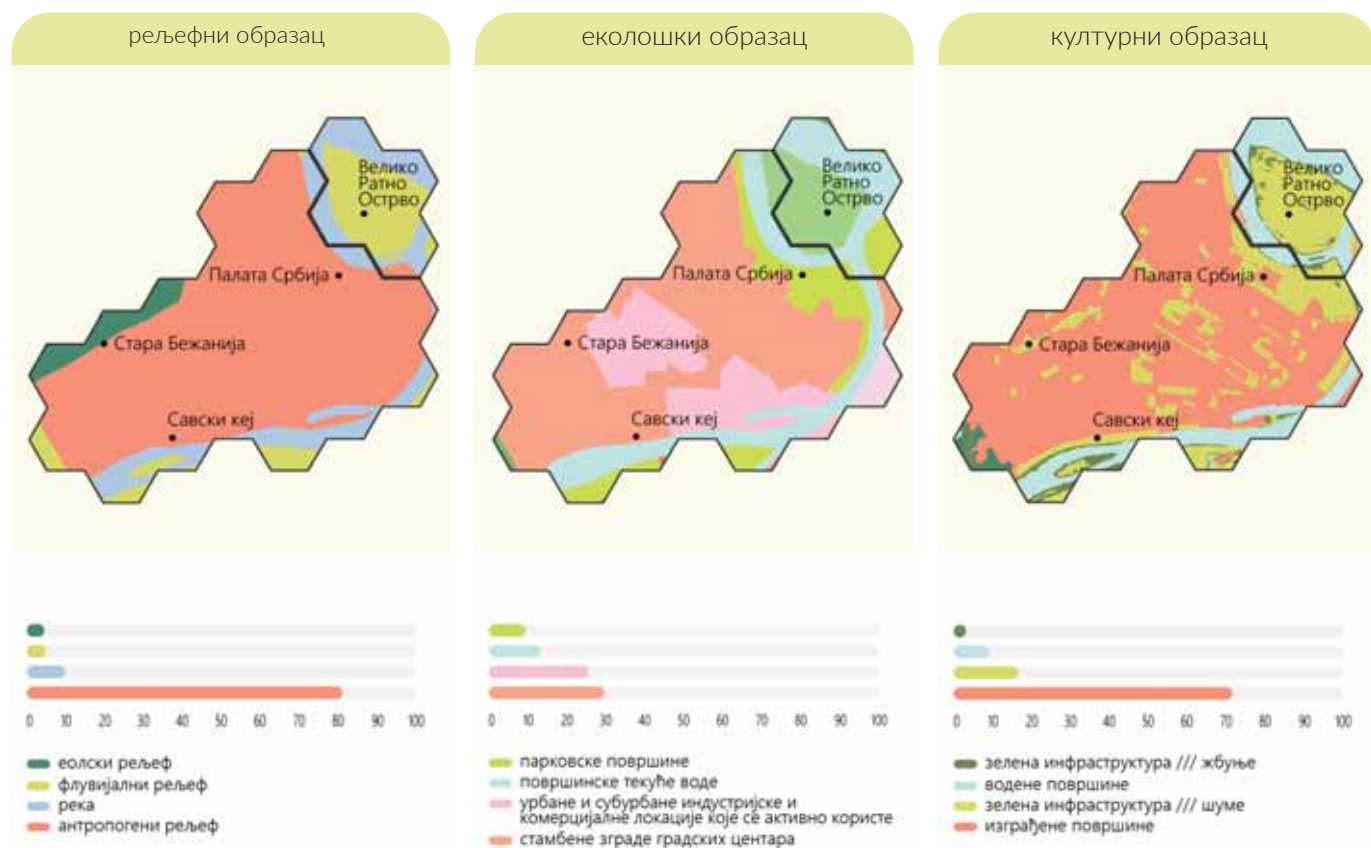 рељефни образац
Велико
Ратно
Острво
Палата Србија
Стара Бежанија
Савски кеј
0 10 20 30 40 50 60 70 80 90 100
еолски рељеф
флувијални рељеф
река
антропогени рељеф
еколошки образац
Велико
Ратно
Острво
Палата Србија
Стара Бежанија
Савски кеј
0 10 20 30 40 50 60 70 80 90 100
парковске површине
површинске текуће воде
урбане и субурбане индустријске и
комерцијалне локације које се активно користе
стамбене зграде градских центара
културни образац
Велико
Ратно
Острво
Палата Србија
Стара Бежанија
Савски кеј
0 10 20 30 40 50 60 70 80 90 100
зелена инфраструктура /// жбуње
водене површине
зелена инфраструктура /// шуме
изграђене површине